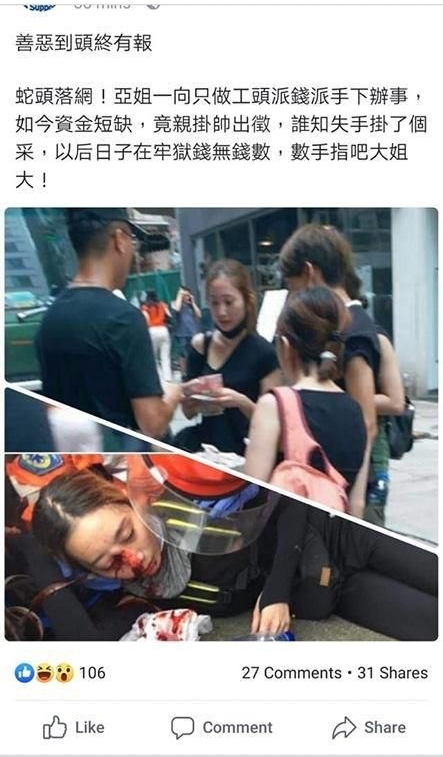 善惡到頭終有報
蛇頭落網！亞姐一向只做工頭派錢派手下辦事，
如今資金短缺，竟親掛帥出徵，誰知失手掛了個
采，以后日子在牢獄錢無錢數，數手指吧大姐
大！
106
27 Comments • 31 Shares
Like
Comment
Share